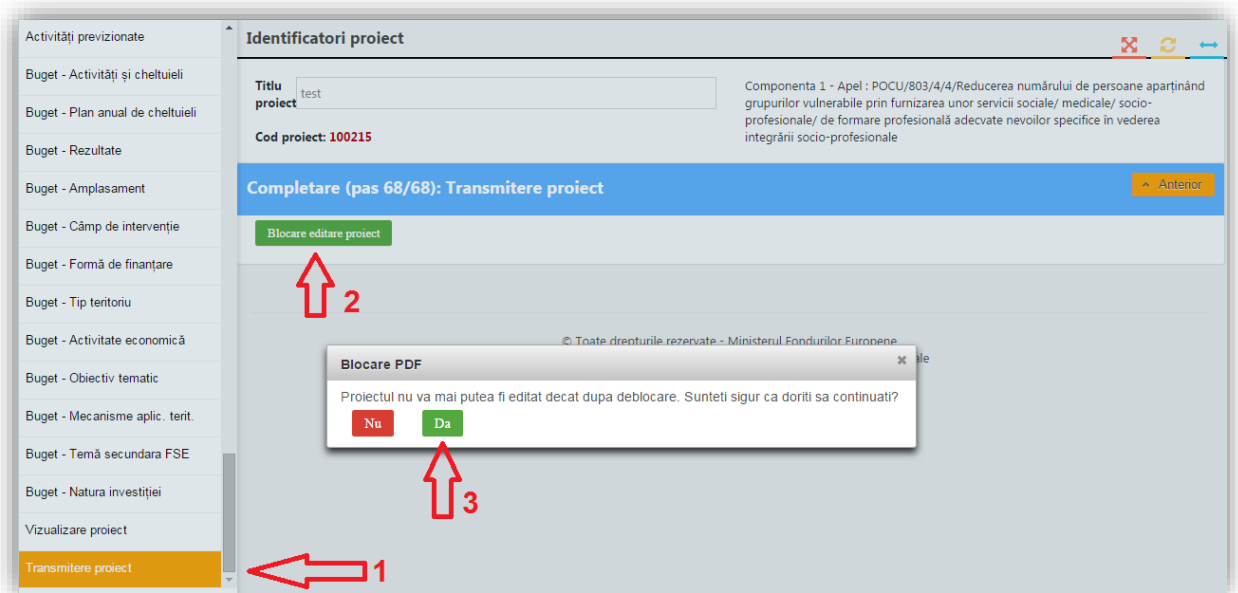 Activități previzionate
Buget - Activități și cheltuieli
Buget - Plan anual de cheltuieli
Buget - Rezultate
Buget - Amplasament
Buget - Câmp de intervenție
Buget - Formă de finanțare
Buget - Tip teritoriu
Buget - Activitate economică
Buget - Obiectiv tematic
Buget - Mecanisme aplic. terit.
Buget - Temă secundara FSE
Buget - Natura investiției
Vizualizare proiect
Transmitere proiect
Identificatori proiect
Titlu
proiect
test
Cod proiect: 100215
Componenta 1 - Apel : POCU/803/4/4/Reducerea numărului de persoane aparținând
grupurilor vulnerabile prin furnizarea unor servicii sociale/ medicale/ socio-
profesionale/ de formare profesională adecvate nevoilor specifice în vederea
integrării socio-profesionale
Completare (pas 68/68): Transmitere proiect
Anterior
Blocare editare proiect
2
© Toate drepturile rezervate - Ministerul Fondurilor Europene
Blocare PDF
Proiectul nu va mai putea fi editat decat dupa deblocare. Sunteti sigur ca doriti sa continuati?
Nu
Da
3
1